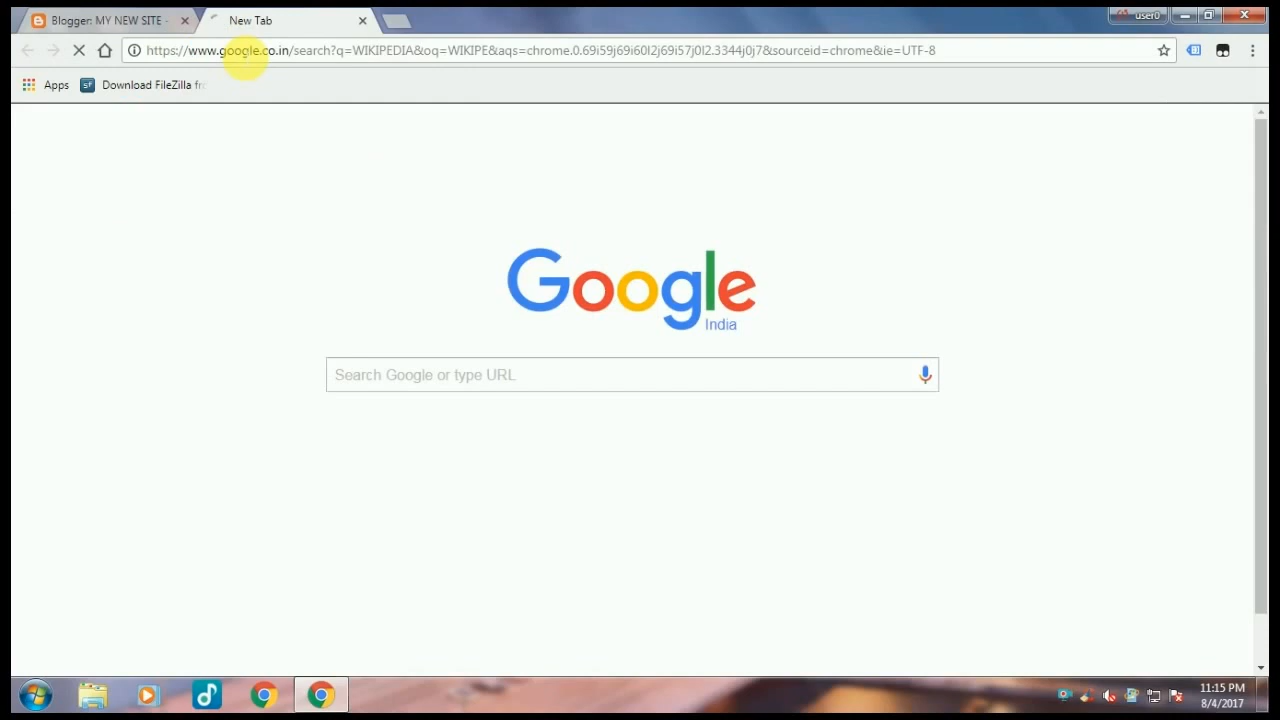 Blogger: MY NEW SITE -
New Tab
user0
https://www.google.co.in/search?q=WIKIPEDIA&oq=WIKIPE&aqs=chrome.0.69i59j69i60l2j69i57j0l2.3344j0j7&sourceid=chrome&ie=UTF-8
Apps
sf
Download FileZilla fr
Google
India
Search Google or type URL
11:15 PM
8/4/2017